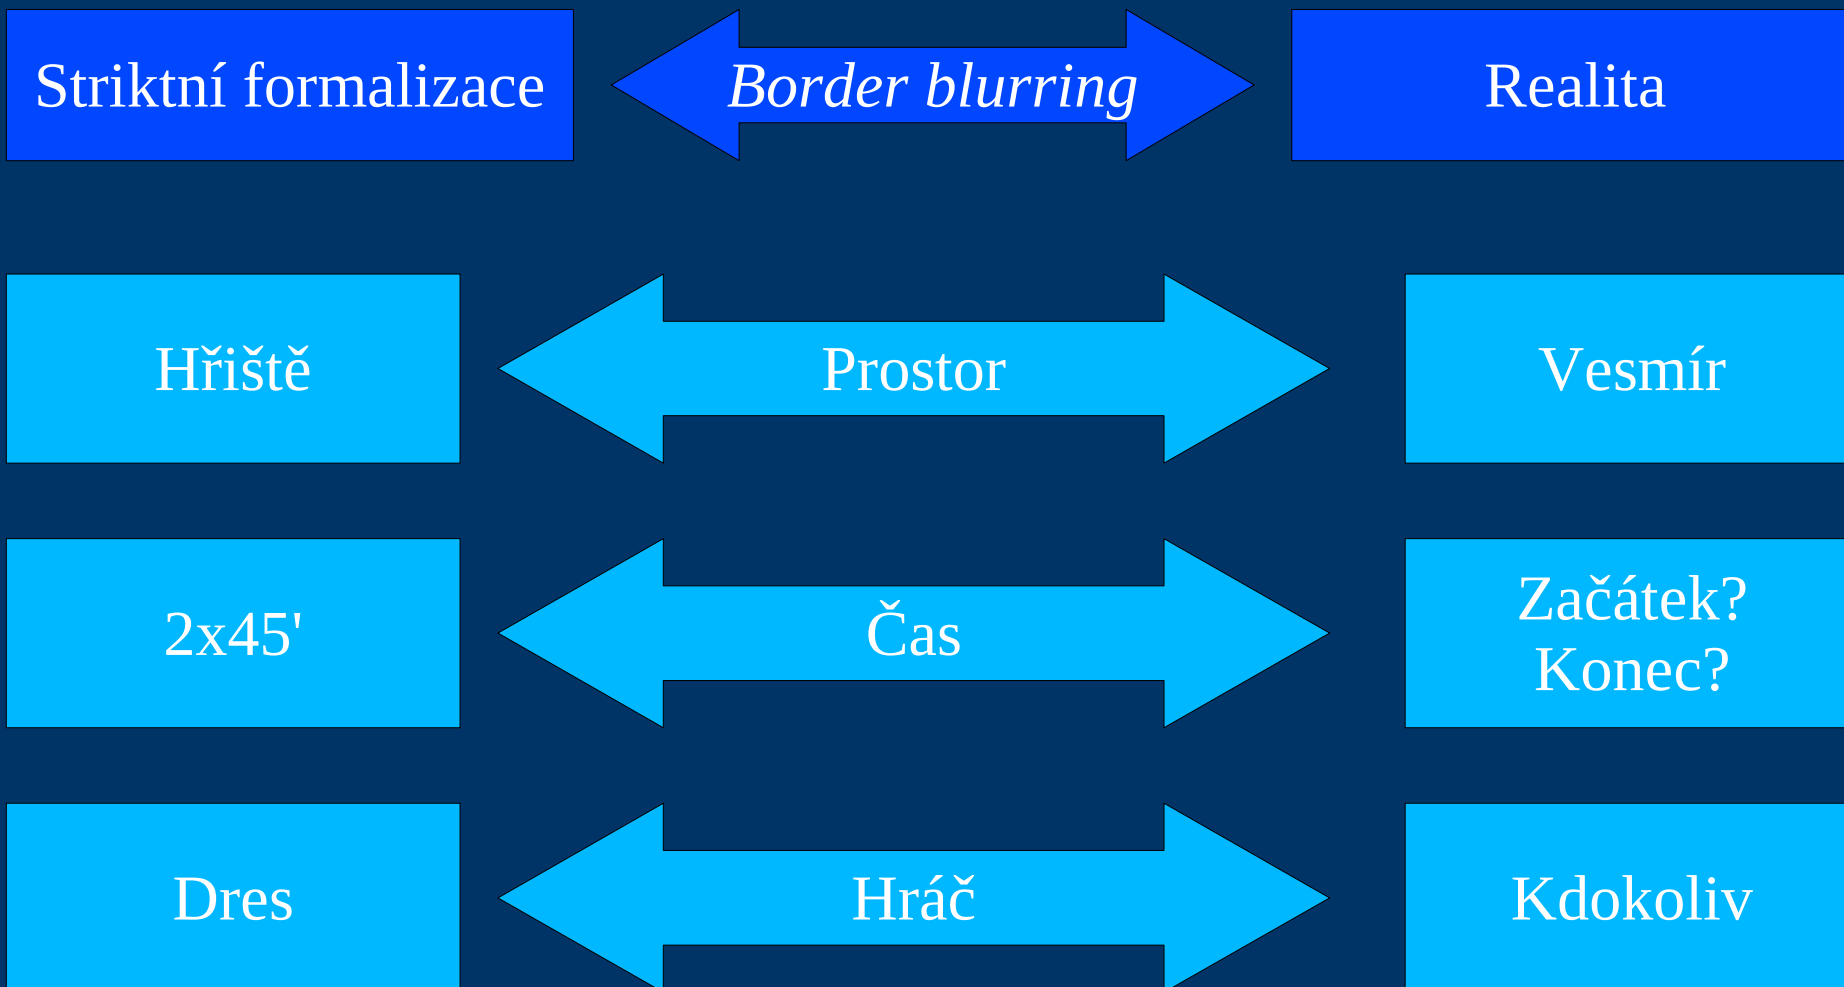 Striktní formalizace
Border blurring
Realita
Hřiště
Prostor
Vesmír
2x45'
Čas
Začátek?
Konec?
Dres
Hráč
Kdokoliv